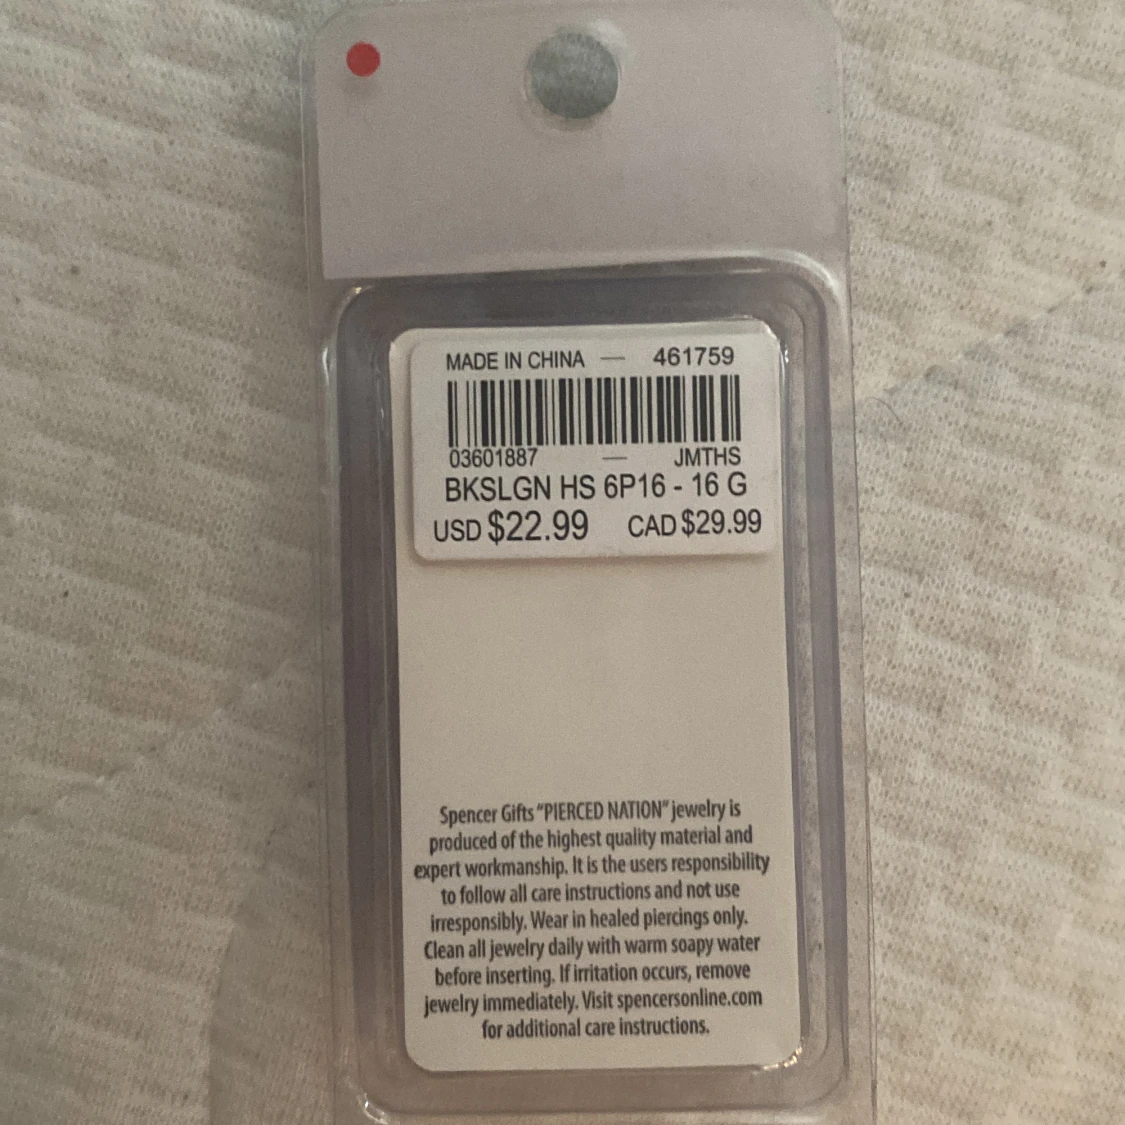 MADE IN CHINA — 461759
03601887 — JMTHS
BKSLGN HS 6P16 - 16 G
USD $22.99 CAD $29.99
Spencer Gifts “PIERCED NATION” jewelry is
produced of the highest quality material and
expert workmanship. It is the users responsibility
to follow all care instructions and not use
irresponsibly. Wear in healed piercings only.
Clean all jewelry daily with warm soapy water
before inserting. If irritation occurs, remove
jewelry immediately. Visit spencersonline.com
for additional care instructions.